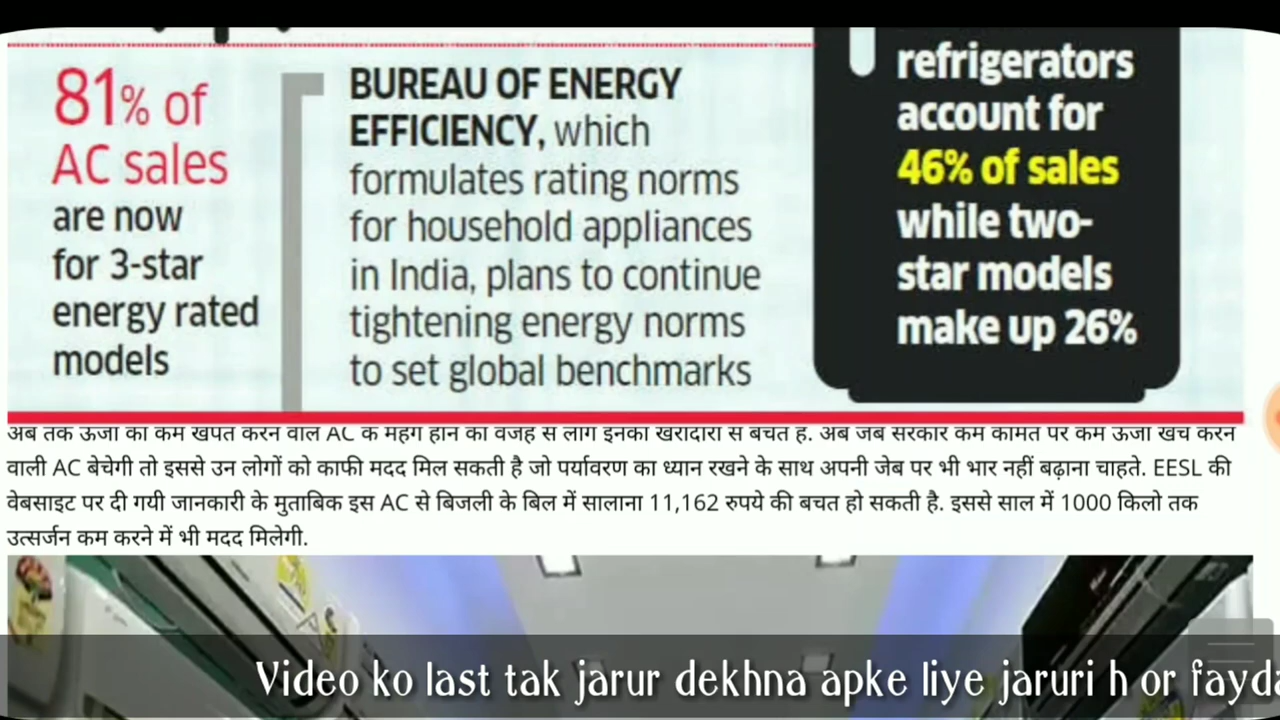 81% of
AC sales
are now
for 3-star
energy rated
models
BUREAU OF ENERGY
EFFICIENCY, which
formulates rating norms
for household appliances
in India, plans to continue
tightening energy norms
to set global benchmarks
refrigerators
account for
46% of sales
while two-
star models
make up 26%
अब तक ऊर्जा की कम खपत करने वाले AC के महंगे होने की वजह से लोग इनकी खरीदारी से बचते हैं. अब जब सरकार कम कीमत पर कम ऊर्जा खर्च करने
वाली AC बेचेगी तो इससे उन लोगों को काफी मदद मिल सकती है जो पर्यावरण का ध्यान रखने के साथ अपनी जेब पर भी भार नहीं बढ़ाना चाहते. EESL की
वेबसाइट पर दी गयी जानकारी के मुताबिक इस AC से बिजली के बिल में सालाना 11,162 रुपये की बचत हो सकती है. इससे साल में 1000 किलो तक
उत्सर्जन कम करने में भी मदद मिलेगी.
Video ko last tak jarur dekhna apke liye jaruri h or fayda